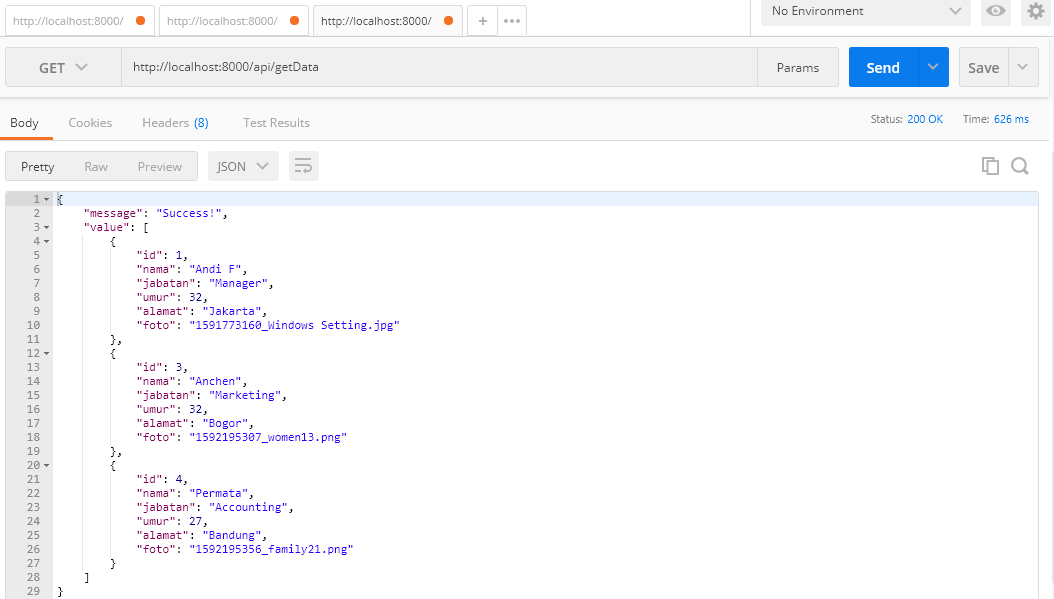 http://localhost:8000/ http://localhost:8000/ http://localhost:8000/ + ••• No Environment
GET http://localhost:8000/api/getData Params Send Save
Body Cookies Headers (8) Test Results Status: 200 OK Time: 626 ms
Pretty Raw Preview JSON
1 {
2 "message": "Success!",
3 "value": [
4 {
5 "id": 1,
6 "nama": "Andi F",
7 "jabatan": "Manager",
8 "umur": 32,
9 "alamat": "Jakarta",
10 "foto": "1591773160_Windows Setting.jpg"
11 },
12 {
13 "id": 3,
14 "nama": "Anchen",
15 "jabatan": "Marketing",
16 "umur": 32,
17 "alamat": "Bogor",
18 "foto": "1592195307_women13.png"
19 },
20 {
21 "id": 4,
22 "nama": "Permata",
23 "jabatan": "Accounting",
24 "umur": 27,
25 "alamat": "Bandung",
26 "foto": "1592195356_family21.png"
27 }
28 ]
29 }